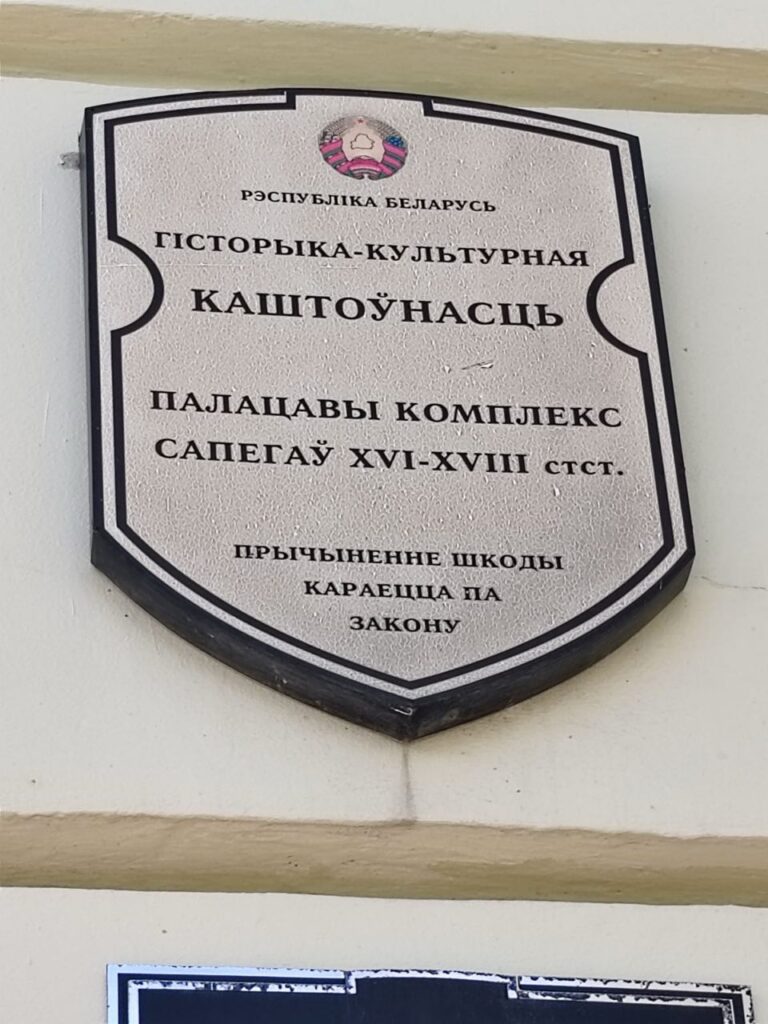 РЭСПУБЛІКА БЕЛАРУСЬ
ГІСТОРЫКА-КУЛЬТУРНАЯ
КАШТОЎНАСЦЬ
ПАЛАЦАВЫ КОМПЛЕКС
САПЕГАЎ XVI-XVIII стст.
ПРЫЧЫНЕННЕ ШКОДЫ
КАРАЕЦЦА ПА
ЗАКОНУ